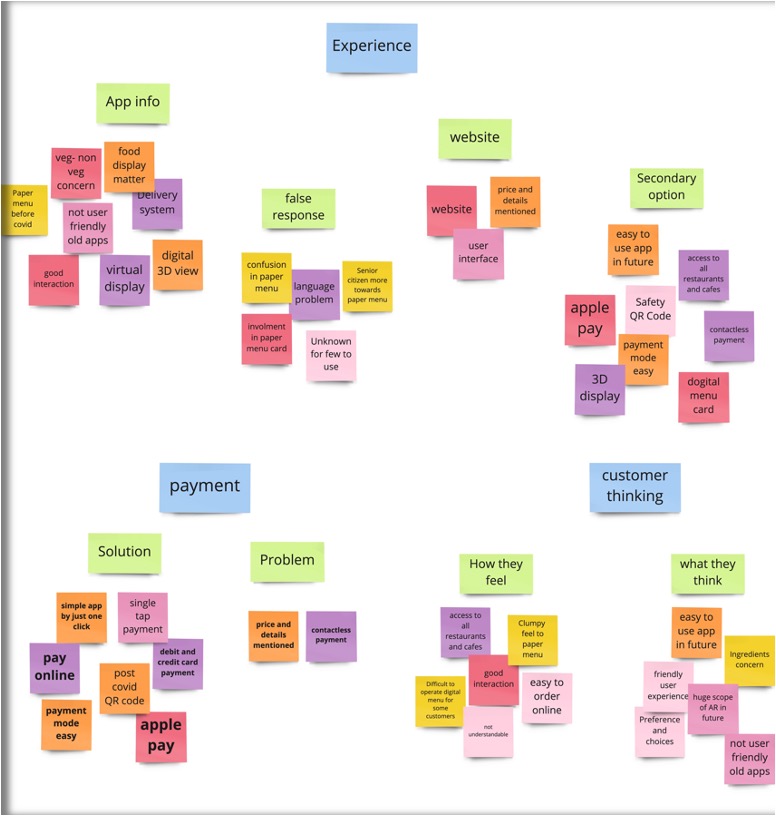 Experience
App info
veg- non
veg
concern
food
display
matter
Paper
menu
before
covid
not user
friendly
old apps
Delivery
system
good
interaction
virtual
display
digital
3D view
false
response
confusion
in paper
menu
language
problem
Senior
citizen more
towards
paper menu
involment
in paper
menu card
Unknown
for few to
use
website
website
price and
details
mentioned
user
interface
Secondary
option
easy to
use app
in future
access to
all
restaurants
and cafes
apple
pay
Safety
QR Code
contactless
payment
payment
mode
easy
3D
display
dogital
menu
card
payment
Solution
simple app
by just one
click
single
tap
payment
pay
online
debit and
credit card
payment
post
covid
QR code
payment
mode
easy
apple
pay
Problem
price and
details
mentioned
contactless
payment
customer
thinking
How they
feel
access to
all
restaurants
and cafes
Clumpy
feel to
paper
menu
good
interaction
Difficult to
operate digital
menu for
some
customers
easy to
order
online
not
understandable
what they
think
easy to
use app
in future
Ingredients
concern
friendly
user
experience
huge scope
of AR in
future
Preference
and
choices
not user
friendly
old apps